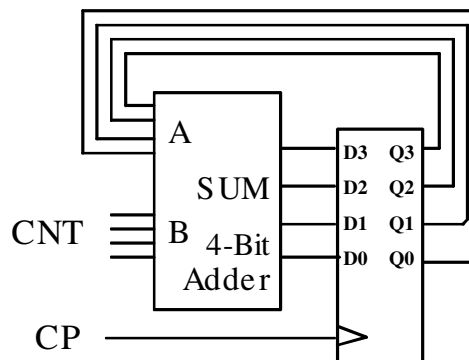 A
D3 Q3
SUM D2 Q2
CNT B D1 Q1
4-Bit D0 Q0
Adder
CP